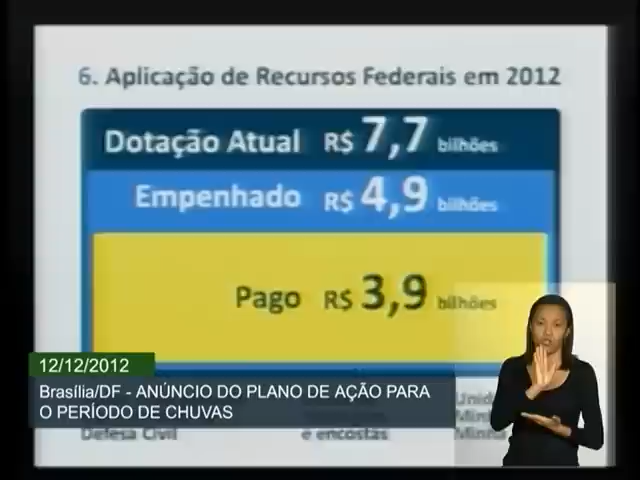 6. Aplicação de Recursos Federais em 2012
Dotação Atual R$ 7,7 bilhões
Empenhado R$ 4,9 bilhões
Pago R$ 3,9 bilhões
12/12/2012
Brasília/DF - ANÚNCIO DO PLANO DE AÇÃO PARA
O PERÍODO DE CHUVAS
Defesa Civil e encostas